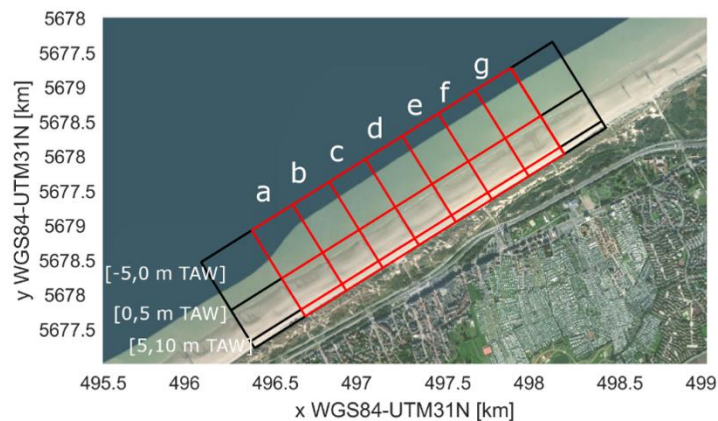 5678
5677.5
5679
5678.5
5678
5677.5
5679
5678.5
5678
5677.5
y WGS84-UTM31N [km]
a
b
c
d
e
f
g
[-5,0 m TAW]
[0,5 m TAW]
[5,10 m TAW]
495.5
496
496.5
497
497.5
498
498.5
499
x WGS84-UTM31N [km]